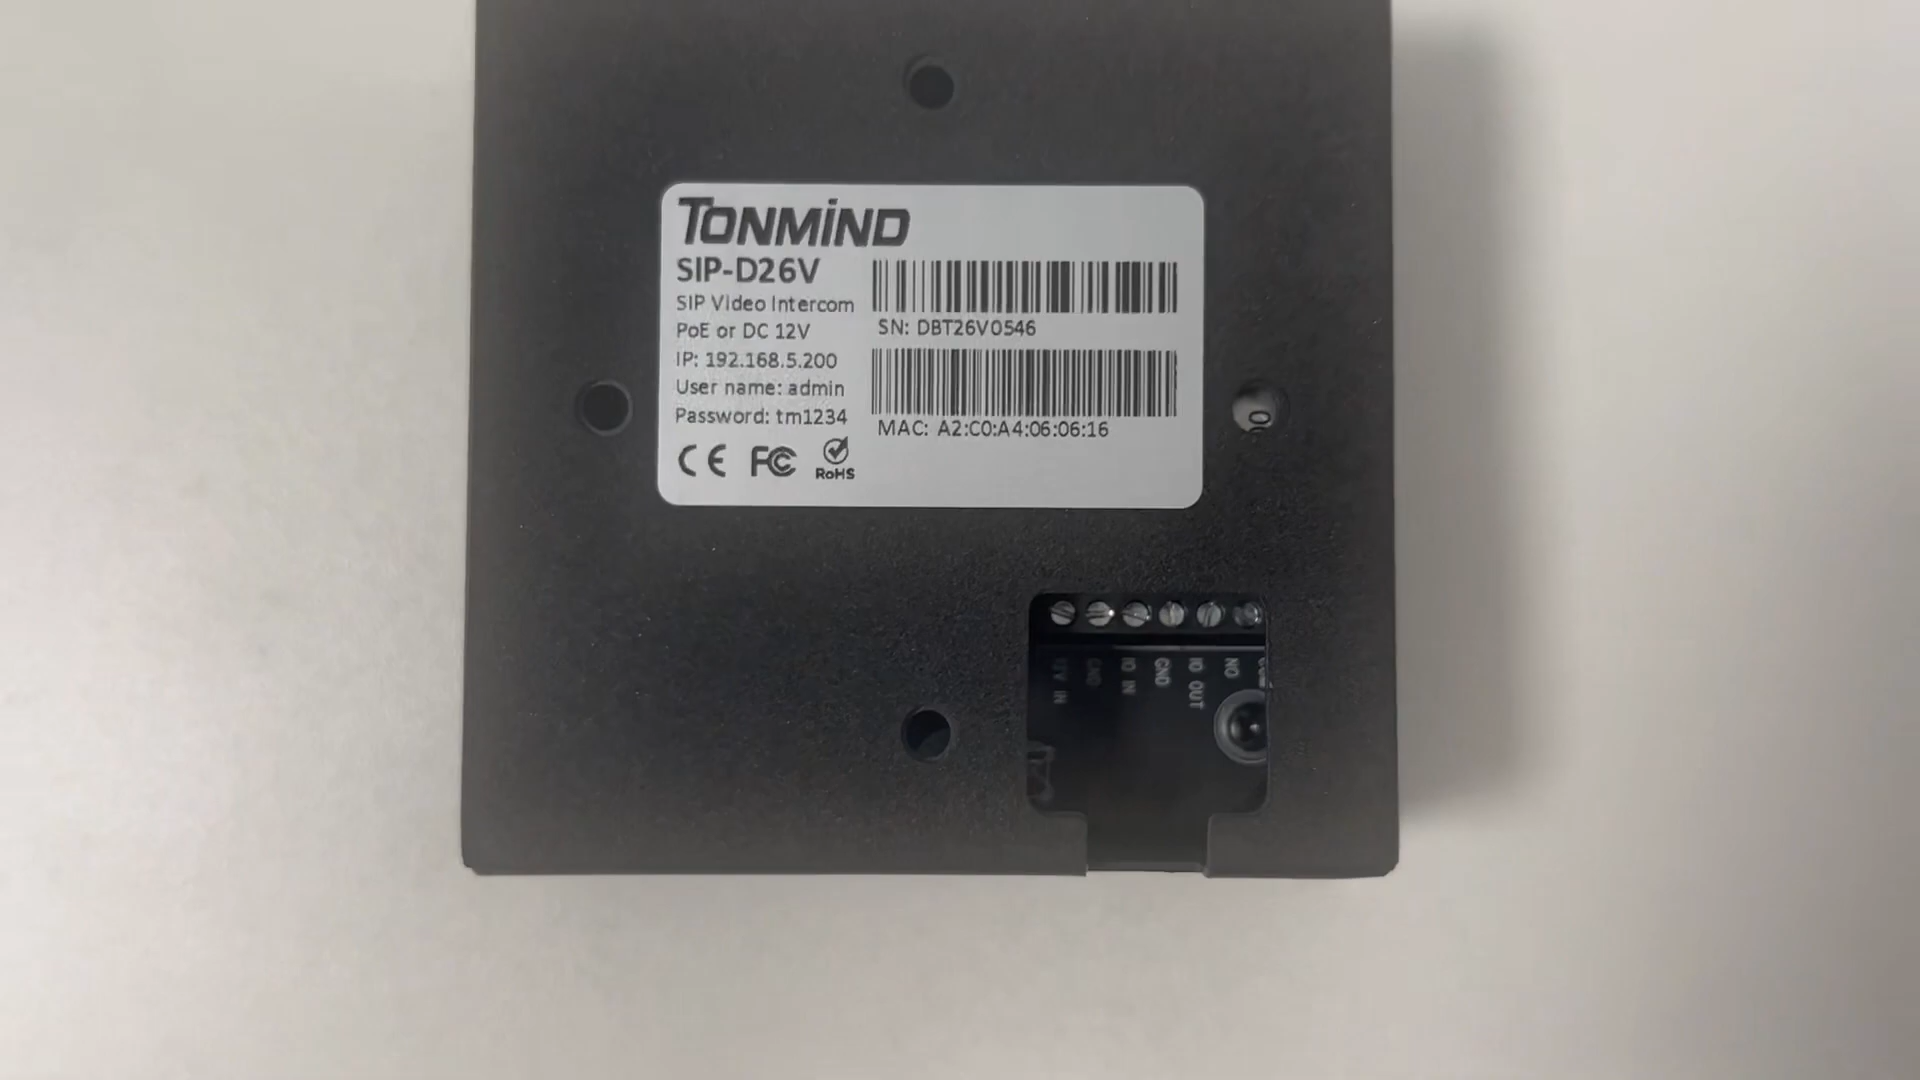 TONMIND
SIP-D26V
SIP Video Intercom
PoE or DC 12V
IP: 192.168.5.200
User name: admin
Password: tm1234
CE FC RoHS
SN: DBT26V0546
MAC: A2:C0:A4:06:06:16
12V IN
GND
IO IN
GND
IO OUT
NO